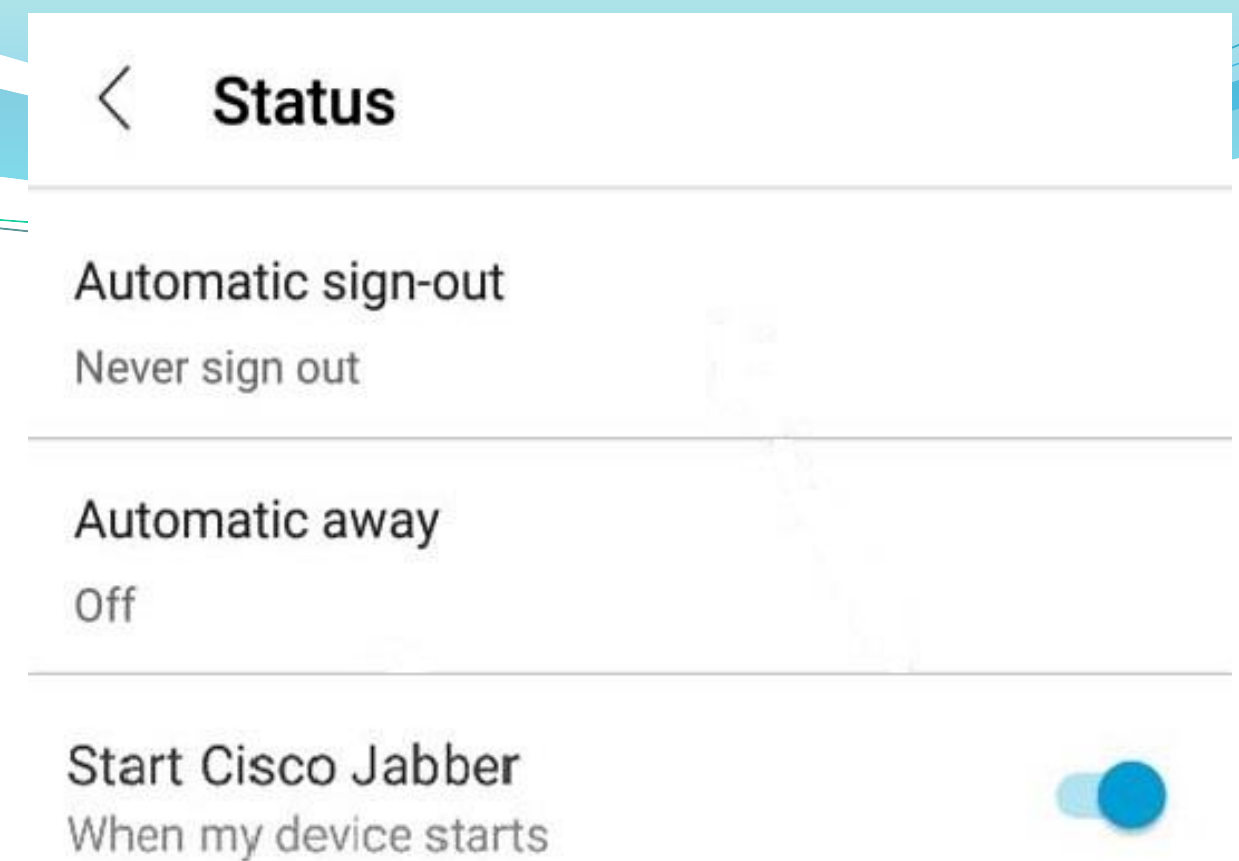 Status
Automatic sign-out
Never sign out
Automatic away
Off
Start Cisco Jabber
When my device starts